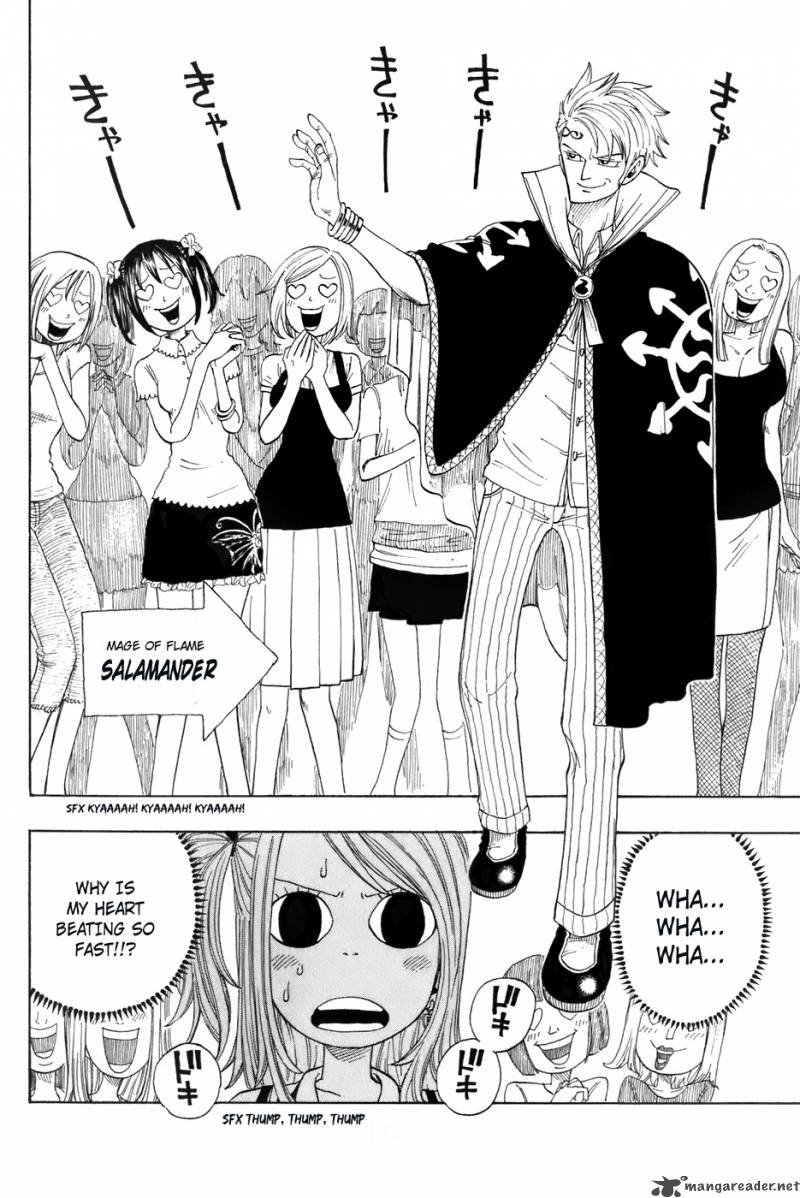 きゃー
きゃー
きゃー
きゃー
きゃー
MAGE OF FLAME
SALAMANDER
SFX KYAAAAH! KYAAAAH! KYAAAAH!
WHA...
WHA...
WHA...
WHY IS
MY HEART
BEATING SO
FAST!!?
ドキ
ドキ
ドキ
SFX THUMP, THUMP, THUMP
mangareader.net